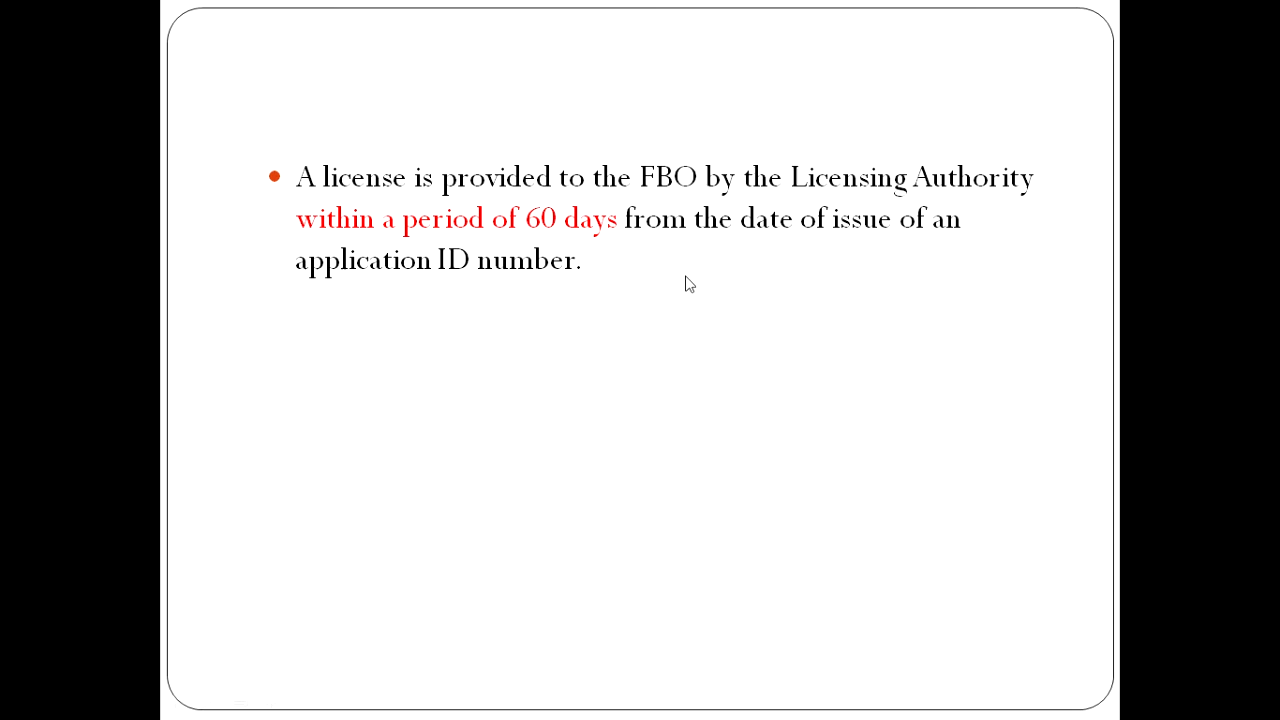 • A license is provided to the FBO by the Licensing Authority
within a period of 60 days from the date of issue of an
application ID number.